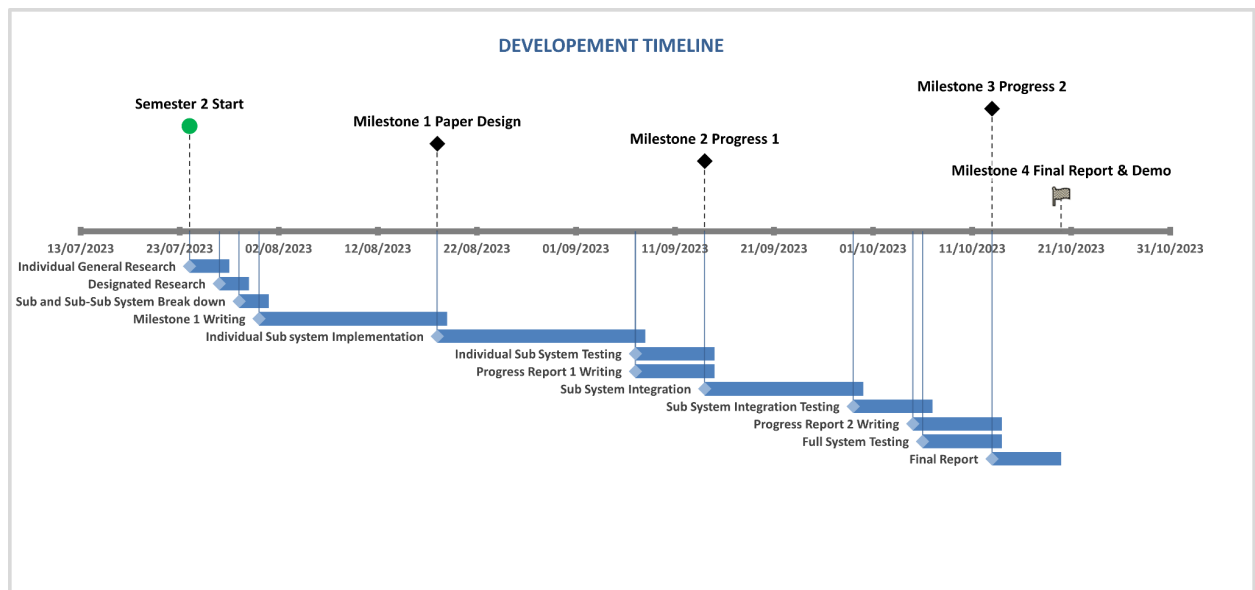 DEVELOPEMENT TIMELINE
Milestone 3 Progress 2
Semester 2 Start
Milestone 1 Paper Design
Milestone 2 Progress 1
Milestone 4 Final Report & Demo
13/07/2023 23/07/2023 02/08/2023 12/08/2023 22/08/2023 01/09/2023 11/09/2023 21/09/2023 01/10/2023 11/10/2023 21/10/2023 31/10/2023
Individual General Research
Designated Research
Sub and Sub-Sub System Break down
Milestone 1 Writing
Individual Sub system Implementation
Individual Sub System Testing
Progress Report 1 Writing
Sub System Integration
Sub System Integration Testing
Progress Report 2 Writing
Full System Testing
Final Report